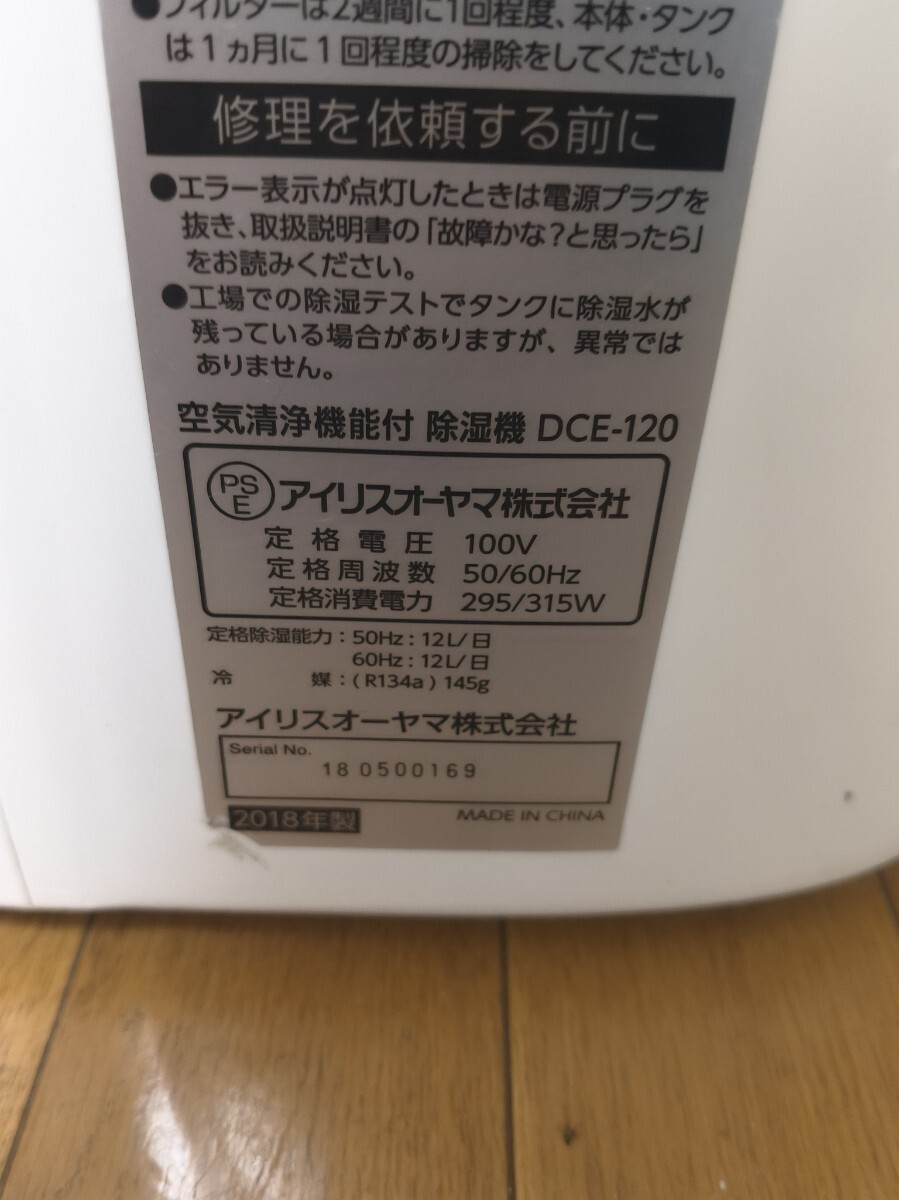 ●フィルターは2週間に1回程度、本体・タンク
は1ヵ月に1回程度の掃除をしてください。
修理を依頼する前に
●エラー表示が点灯したときは電源プラグを
抜き、取扱説明書の「故障かな?と思ったら」
をお読みください。
●工場での除湿テストでタンクに除湿水が
残っている場合がありますが、異常では
ありません。
空気清浄機能付 除湿機 DCE-120
PSE アイリスオーヤマ株式会社
定格電圧 100V
定格周波数 50/60Hz
定格消費電力 295/315W
定格除湿能力：50Hz：12L/日
60Hz：12L/日
冷媒：(R134a) 145g
アイリスオーヤマ株式会社
Serial No.
18 0500169
2018年製 MADE IN CHINA